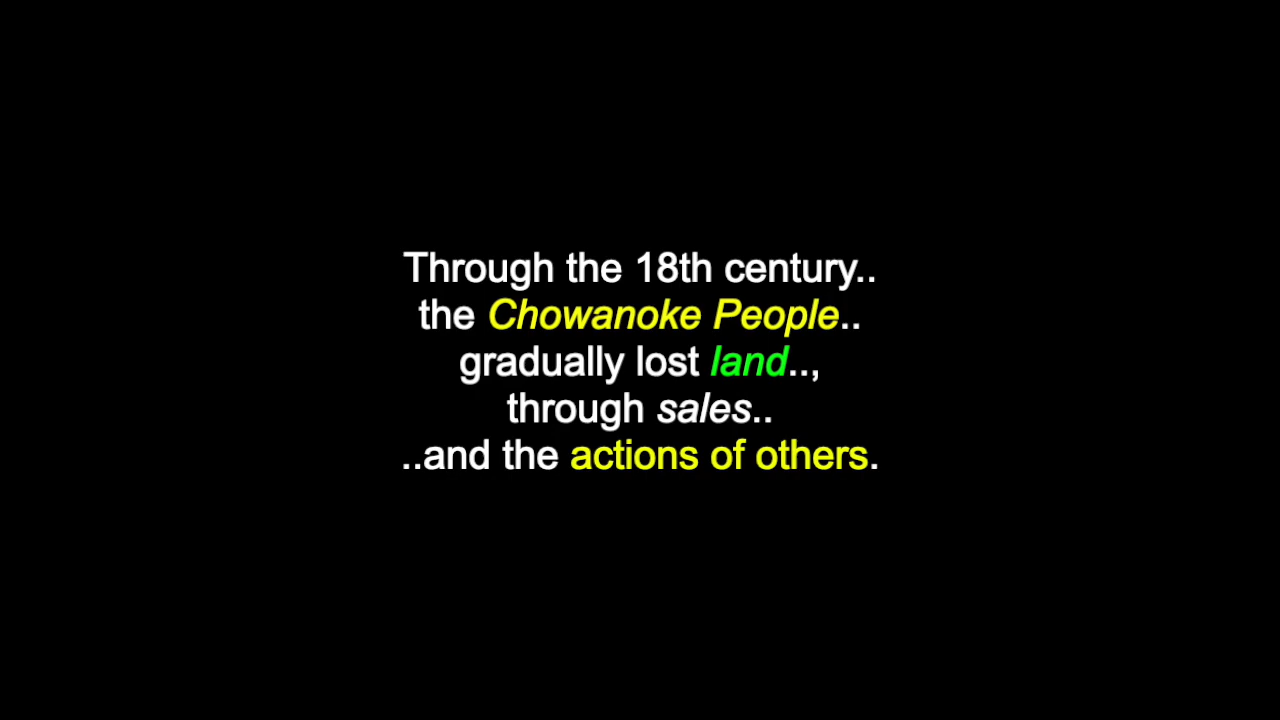 Through the 18th century..
the Chowanoke People..
gradually lost land..,
through sales..
..and the actions of others.